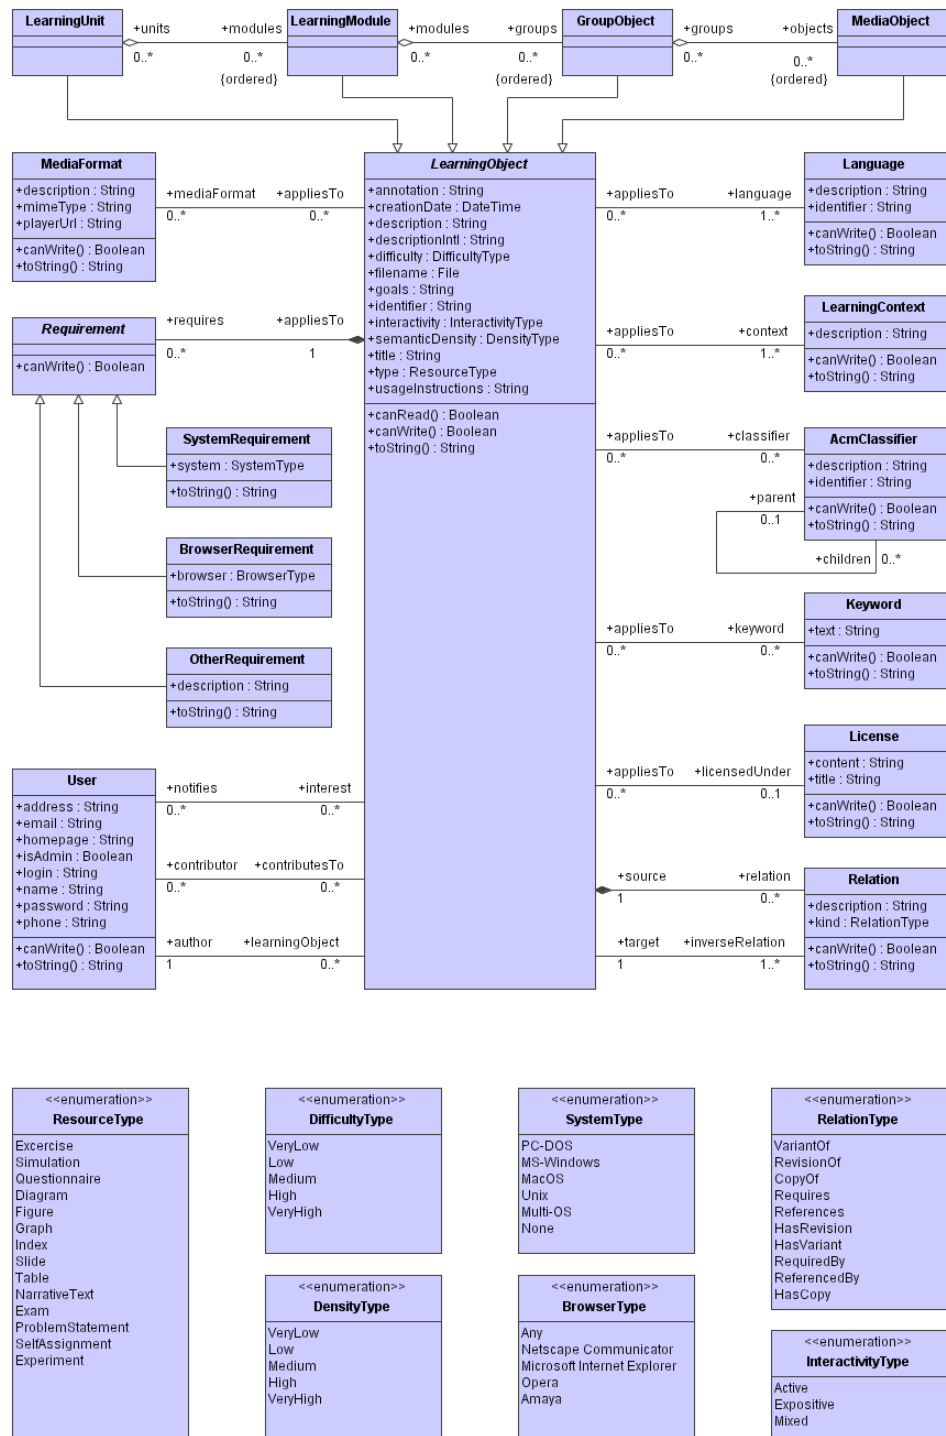 LearningUnit
+units
+modules
0..*
0..*
{ordered}
LearningModule
+modules
+groups
0..*
0..*
{ordered}
GroupObject
+groups
+objects
0..*
0..*
{ordered}
MediaObject
MediaFormat
+description : String
+mimeType : String
+playerUrl : String
+canWrite() : Boolean
+toString() : String
+mediaFormat
+appliesTo
0..*
0..*
LearningObject
+annotation : String
+creationDate : DateTime
+description : String
+descriptionIntl : String
+difficulty : DifficultyType
+filename : File
+goals : String
+identifier : String
+interactivity : InteractivityType
+semanticDensity : DensityType
+title : String
+type : ResourceType
+usageInstructions : String
+canRead() : Boolean
+canWrite() : Boolean
+toString() : String
+appliesTo
+language
0..*
1..*
Language
+description : String
+identifier : String
+canWrite() : Boolean
+toString() : String
Requirement
+canWrite() : Boolean
+requires
+appliesTo
0..*
1
+appliesTo
+context
0..*
1..*
LearningContext
+description : String
+canWrite() : Boolean
+toString() : String
SystemRequirement
+system : SystemType
+toString() : String
+appliesTo
+classifier
0..*
0..*
AcmClassifier
+description : String
+identifier : String
+canWrite() : Boolean
+toString() : String
+parent
0..1
+children
0..*
BrowserRequirement
+browser : BrowserType
+toString() : String
+appliesTo
+keyword
0..*
0..*
Keyword
+text : String
+canWrite() : Boolean
+toString() : String
OtherRequirement
+description : String
+toString() : String
+appliesTo
+licensedUnder
0..*
0..1
License
+content : String
+title : String
+canWrite() : Boolean
+toString() : String
User
+address : String
+email : String
+homepage : String
+isAdmin : Boolean
+login : String
+name : String
+password : String
+phone : String
+canWrite() : Boolean
+toString() : String
+notifies
+interest
0..*
0..*
+contributor
+contributesTo
0..*
0..*
+author
+learningObject
1
0..*
+source
+relation
1
0..*
+target
+inverseRelation
1
1..*
Relation
+description : String
+kind : RelationType
+canWrite() : Boolean
+toString() : String
<<enumeration>>
ResourceType
Excercise
Simulation
Questionnaire
Diagram
Figure
Graph
Index
Slide
Table
NarrativeText
Exam
ProblemStatement
SelfAssignment
Experiment
<<enumeration>>
DifficultyType
VeryLow
Low
Medium
High
VeryHigh
<<enumeration>>
DensityType
VeryLow
Low
Medium
High
VeryHigh
<<enumeration>>
SystemType
PC-DOS
MS-Windows
MacOS
Unix
Multi-OS
None
<<enumeration>>
BrowserType
Any
Netscape Communicator
Microsoft Internet Explorer
Opera
Amaya
<<enumeration>>
RelationType
VariantOf
RevisionOf
CopyOf
Requires
References
HasRevision
HasVariant
RequiredBy
ReferencedBy
HasCopy
<<enumeration>>
InteractivityType
Active
Expositive
Mixed